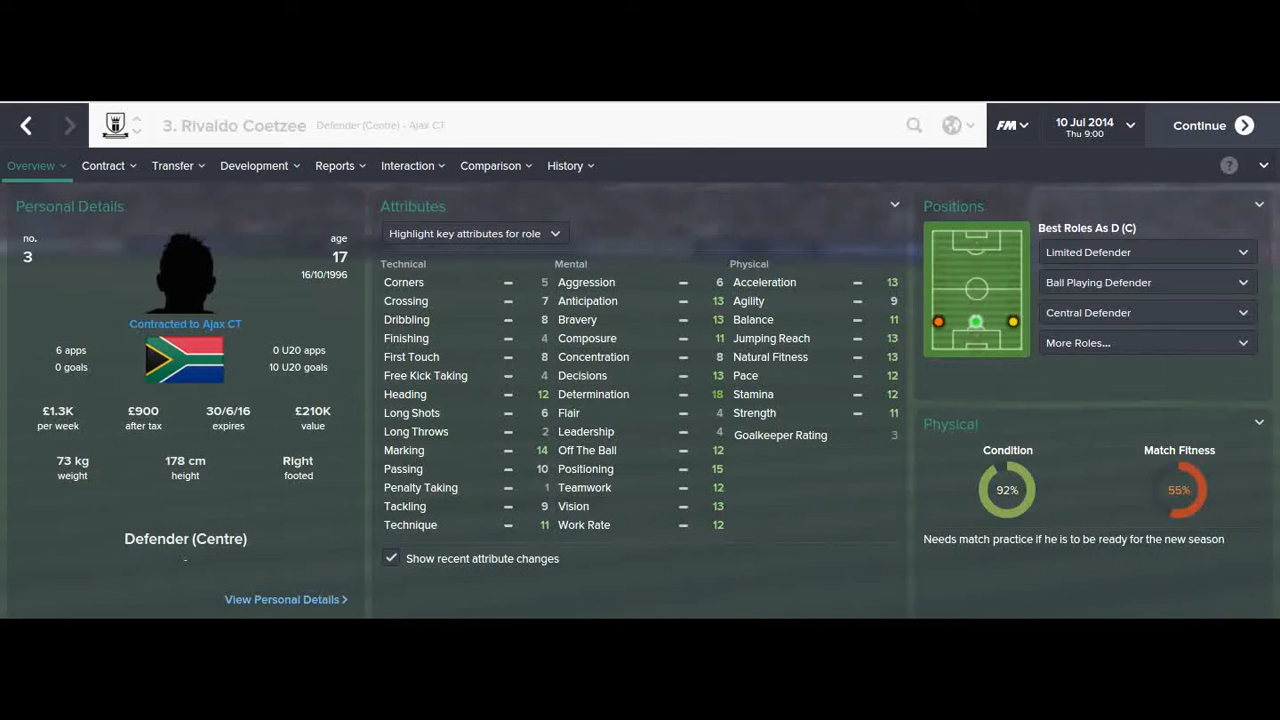 3. Rivaldo Coetzee Defender (Centre) - Ajax CT
FM
10 Jul 2014
Thu 9:00
Continue
Overview Contract Transfer Development Reports Interaction Comparison History
?
Personal Details
no.
3
age
17
16/10/1996
Contracted to Ajax CT
6 apps
0 goals
0 U20 apps
10 U20 goals
£1.3K
per week
£900
after tax
30/6/16
expires
£210K
value
73 kg
weight
178 cm
height
Right
footed
Defender (Centre)
-
View Personal Details >
Attributes
Highlight key attributes for role
Technical Mental Physical
Corners - 5 Aggression - 6 Acceleration - 13
Crossing - 7 Anticipation - 13 Agility - 9
Dribbling - 8 Bravery - 13 Balance - 11
Finishing - 4 Composure - 11 Jumping Reach - 13
First Touch - 8 Concentration - 8 Natural Fitness - 13
Free Kick Taking - 4 Decisions - 13 Pace - 12
Heading - 12 Determination - 18 Stamina - 12
Long Shots - 6 Flair - 4 Strength - 11
Long Throws - 2 Leadership - 4 Goalkeeper Rating 3
Marking - 14 Off The Ball - 12
Passing - 10 Positioning - 15
Penalty Taking - 1 Teamwork - 12
Tackling - 9 Vision - 13
Technique - 11 Work Rate - 12
Show recent attribute changes
Positions
Best Roles As D (C)
Limited Defender
Ball Playing Defender
Central Defender
More Roles...
Physical
Condition
92%
Match Fitness
55%
Needs match practice if he is to be ready for the new season